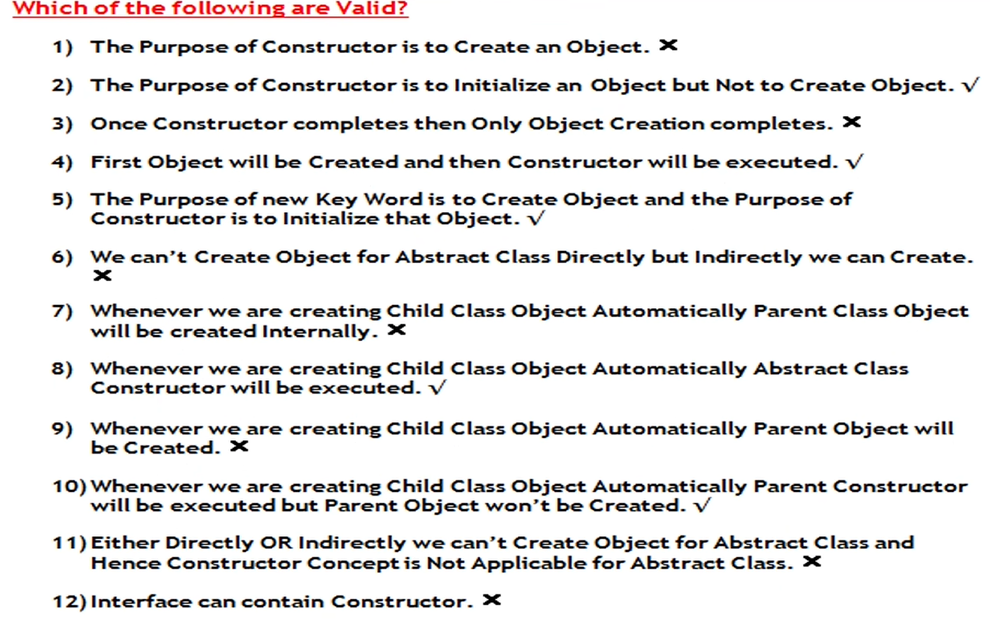 Which of the following are Valid?
1) The Purpose of Constructor is to Create an Object. ✖
2) The Purpose of Constructor is to Initialize an Object but Not to Create Object. √
3) Once Constructor completes then Only Object Creation completes. ✖
4) First Object will be Created and then Constructor will be executed. √
5) The Purpose of new Key Word is to Create Object and the Purpose of
Constructor is to Initialize that Object. √
6) We can't Create Object for Abstract Class Directly but Indirectly we can Create.
✖
7) Whenever we are creating Child Class Object Automatically Parent Class Object
will be created Internally. ✖
8) Whenever we are creating Child Class Object Automatically Abstract Class
Constructor will be executed. √
9) Whenever we are creating Child Class Object Automatically Parent Object will
be Created. ✖
10) Whenever we are creating Child Class Object Automatically Parent Constructor
will be executed but Parent Object won't be Created. √
11) Either Directly OR Indirectly we can't Create Object for Abstract Class and
Hence Constructor Concept is Not Applicable for Abstract Class. ✖
12) Interface can contain Constructor. ✖